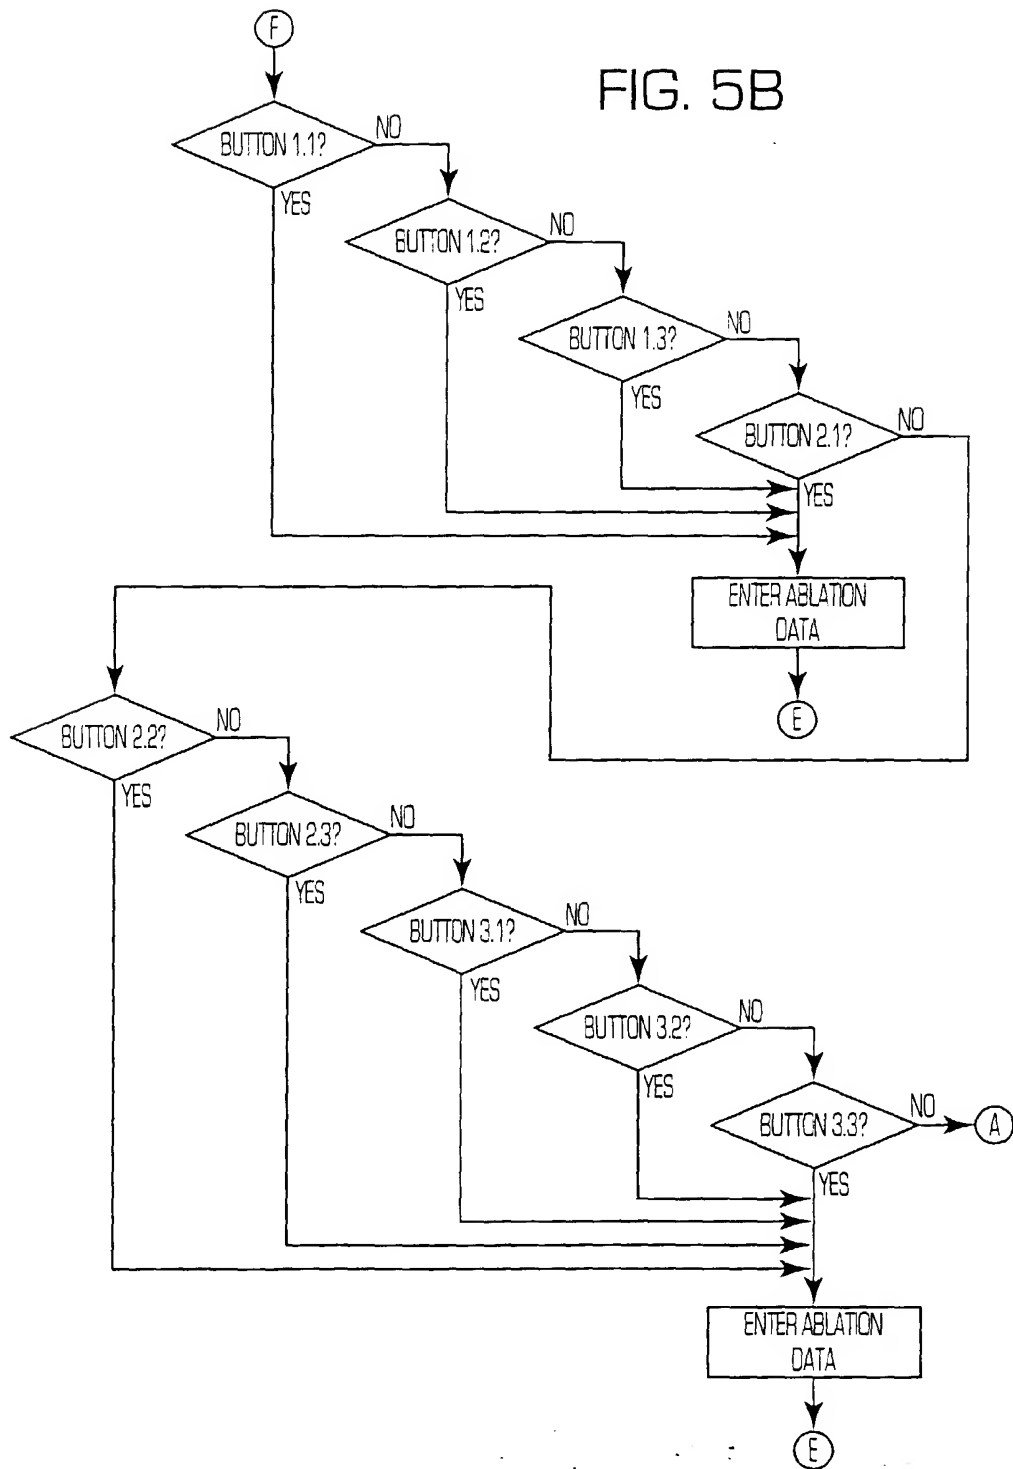 F
FIG. 5B
BUTTON 1.1?
NO
YES
BUTTON 1.2?
NO
YES
BUTTON 1.3?
NO
YES
BUTTON 2.1?
NO
YES
ENTER ABLATION
DATA
E
BUTTON 2.2?
NO
YES
BUTTON 2.3?
NO
YES
BUTTON 3.1?
NO
YES
BUTTON 3.2?
NO
YES
BUTTON 3.3?
NO
A
YES
ENTER ABLATION
DATA
E